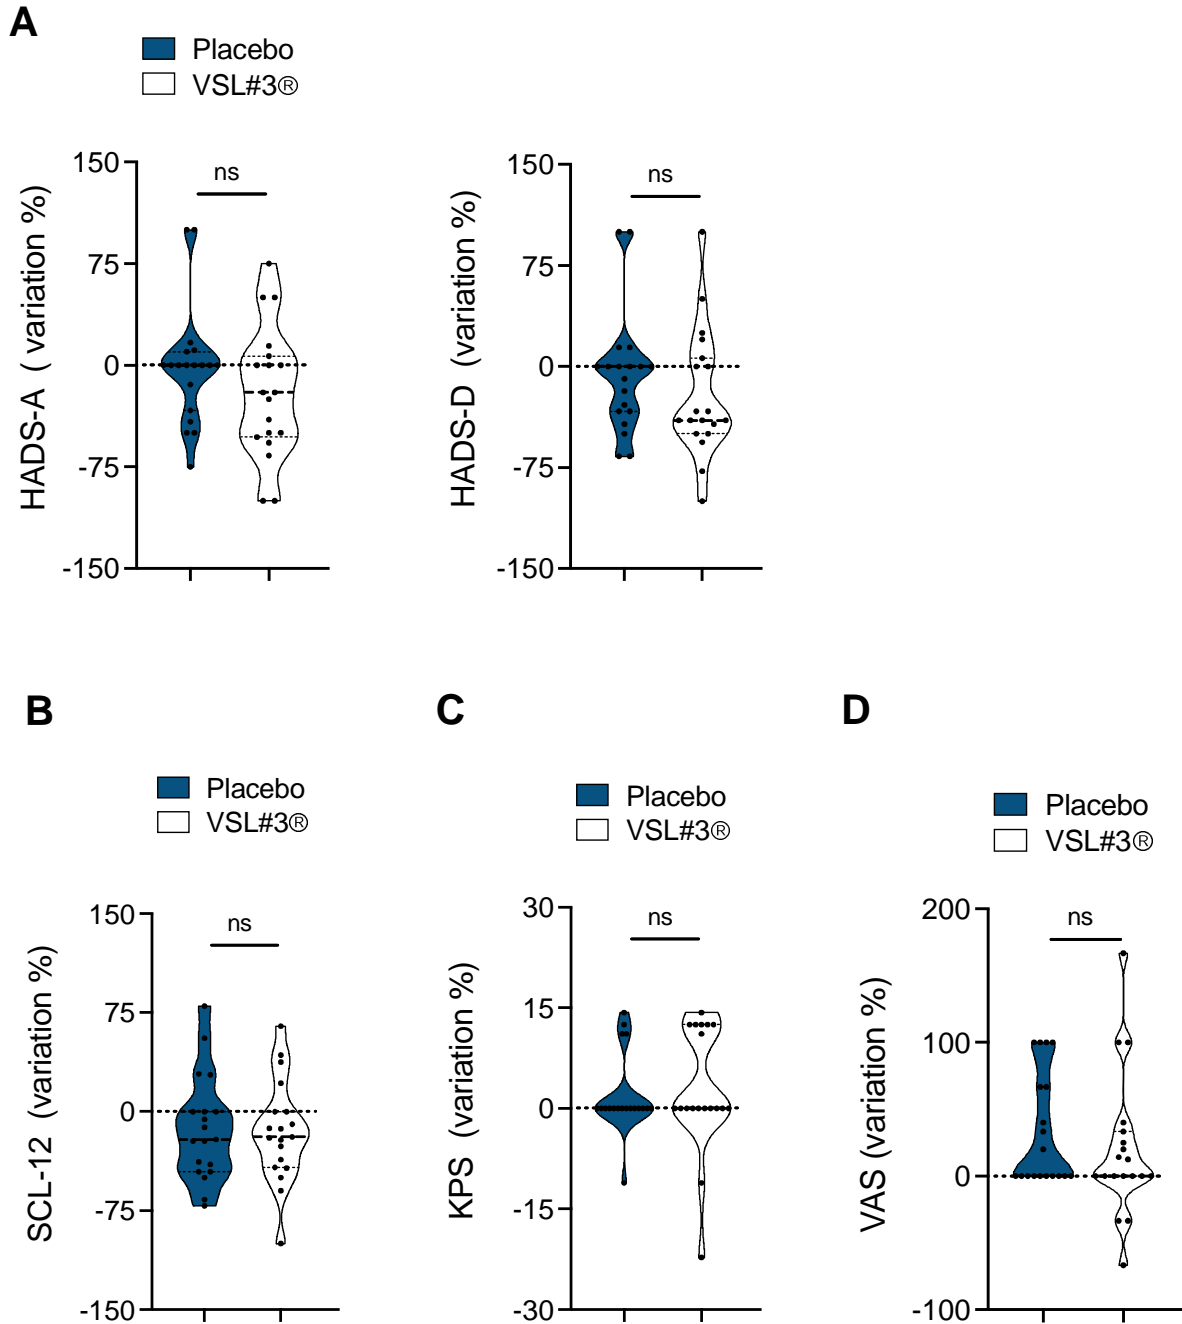 A
Placebo
VSL#3®
HADS-A ( variation %)
150
75
0
-75
-150
ns
HADS-D (variation %)
150
75
0
-75
-150
ns
B
Placebo
VSL#3®
SCL-12 (variation %)
150
75
0
-75
-150
ns
C
Placebo
VSL#3®
KPS (variation %)
30
15
0
-15
-30
ns
D
Placebo
VSL#3®
VAS (variation %)
200
100
0
-100
ns